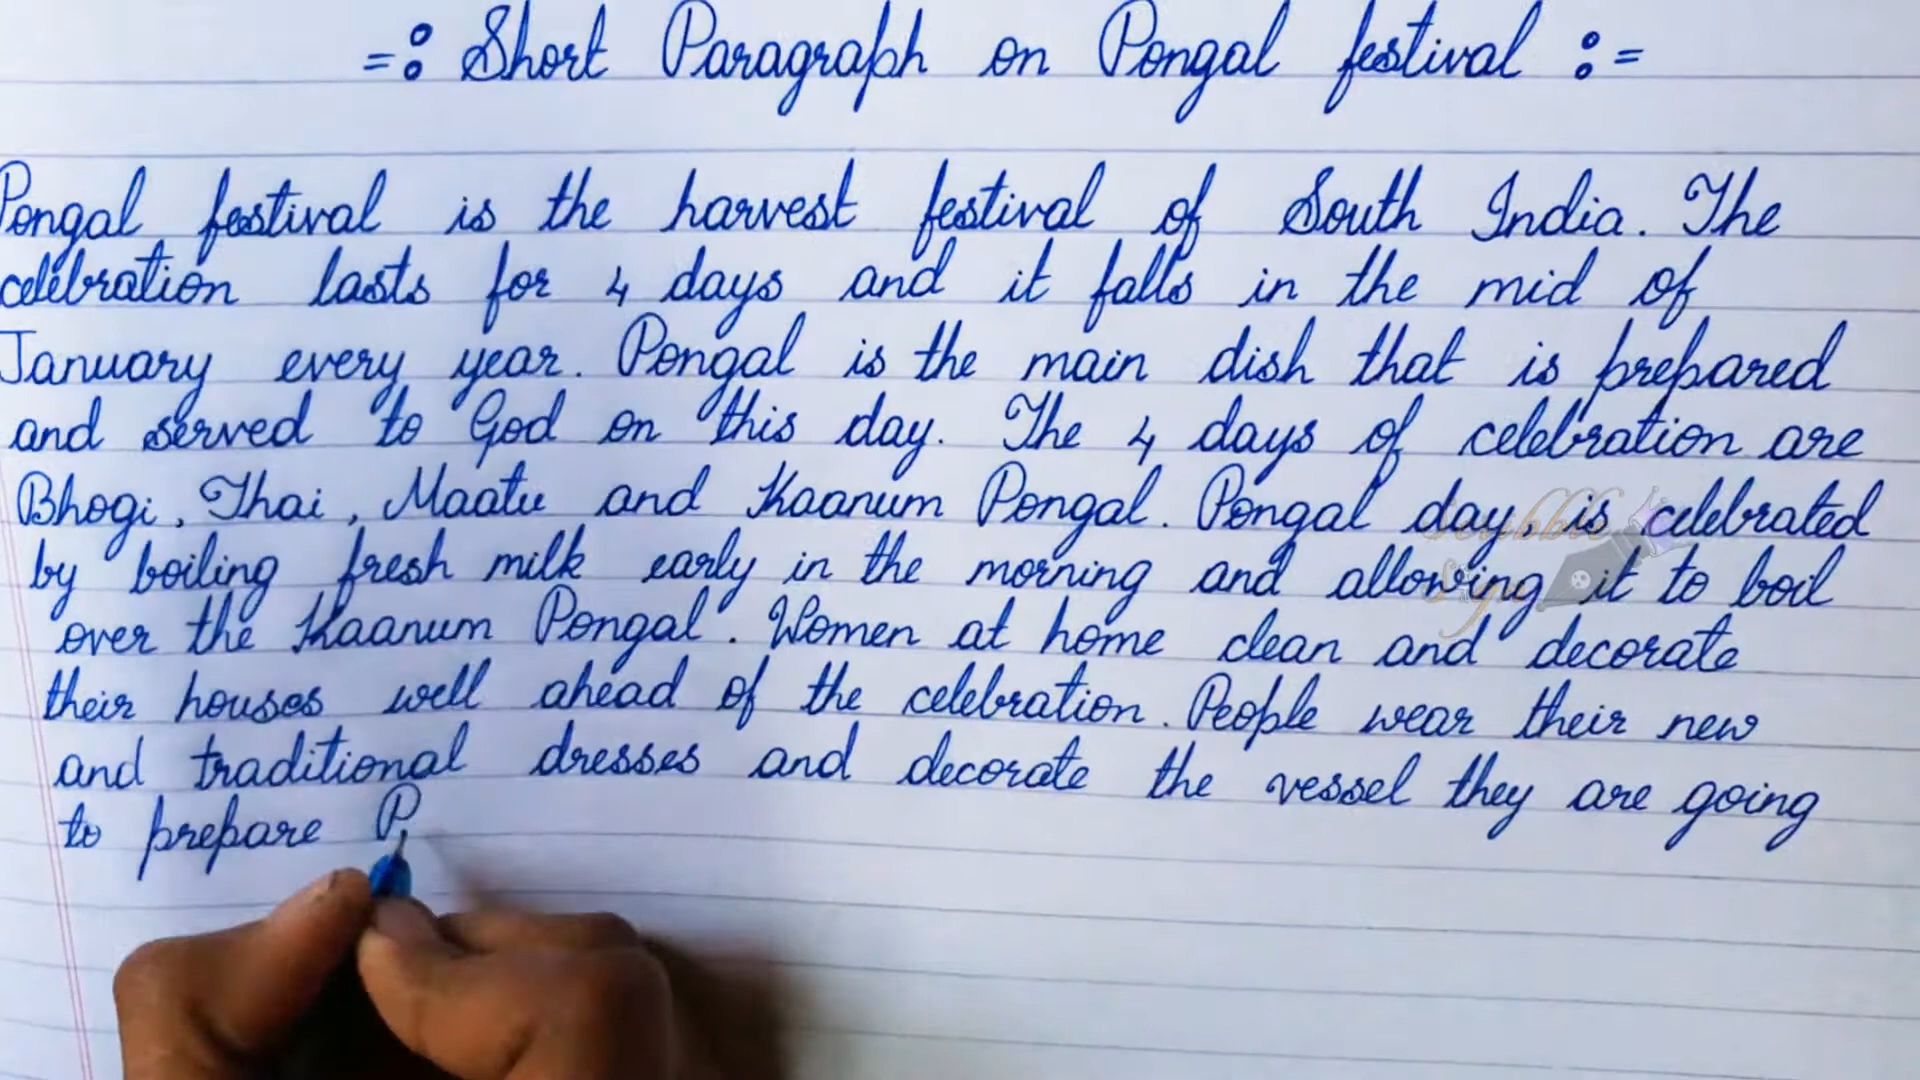 =: Short Paragraph on Pongal festival :=
Pongal festival is the harvest festival of South India. The
celebration lasts for 4 days and it falls in the mid of
January every year. Pongal is the main dish that is prepared
and served to God on this day. The 4 days of celebration are
Bhogi, Thai, Maatu and Kaanum Pongal. Pongal day, is celebrated
by boiling fresh milk early in the morning and allowing it to boil
over the Kaanum Pongal. Women at home clean and decorate
their houses well ahead of the celebration. People wear their new
and traditional dresses and decorate the vessel they are going
to prepare P